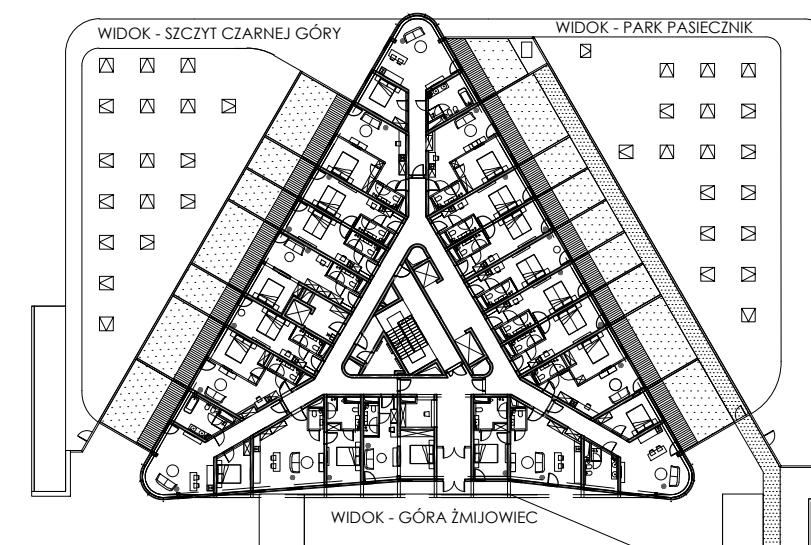 WIDOK - SZCZYT CZARNEJ GÓRY
WIDOK - PARK PASIECZNIK
WIDOK - GÓRA ŻMIJOWIEC